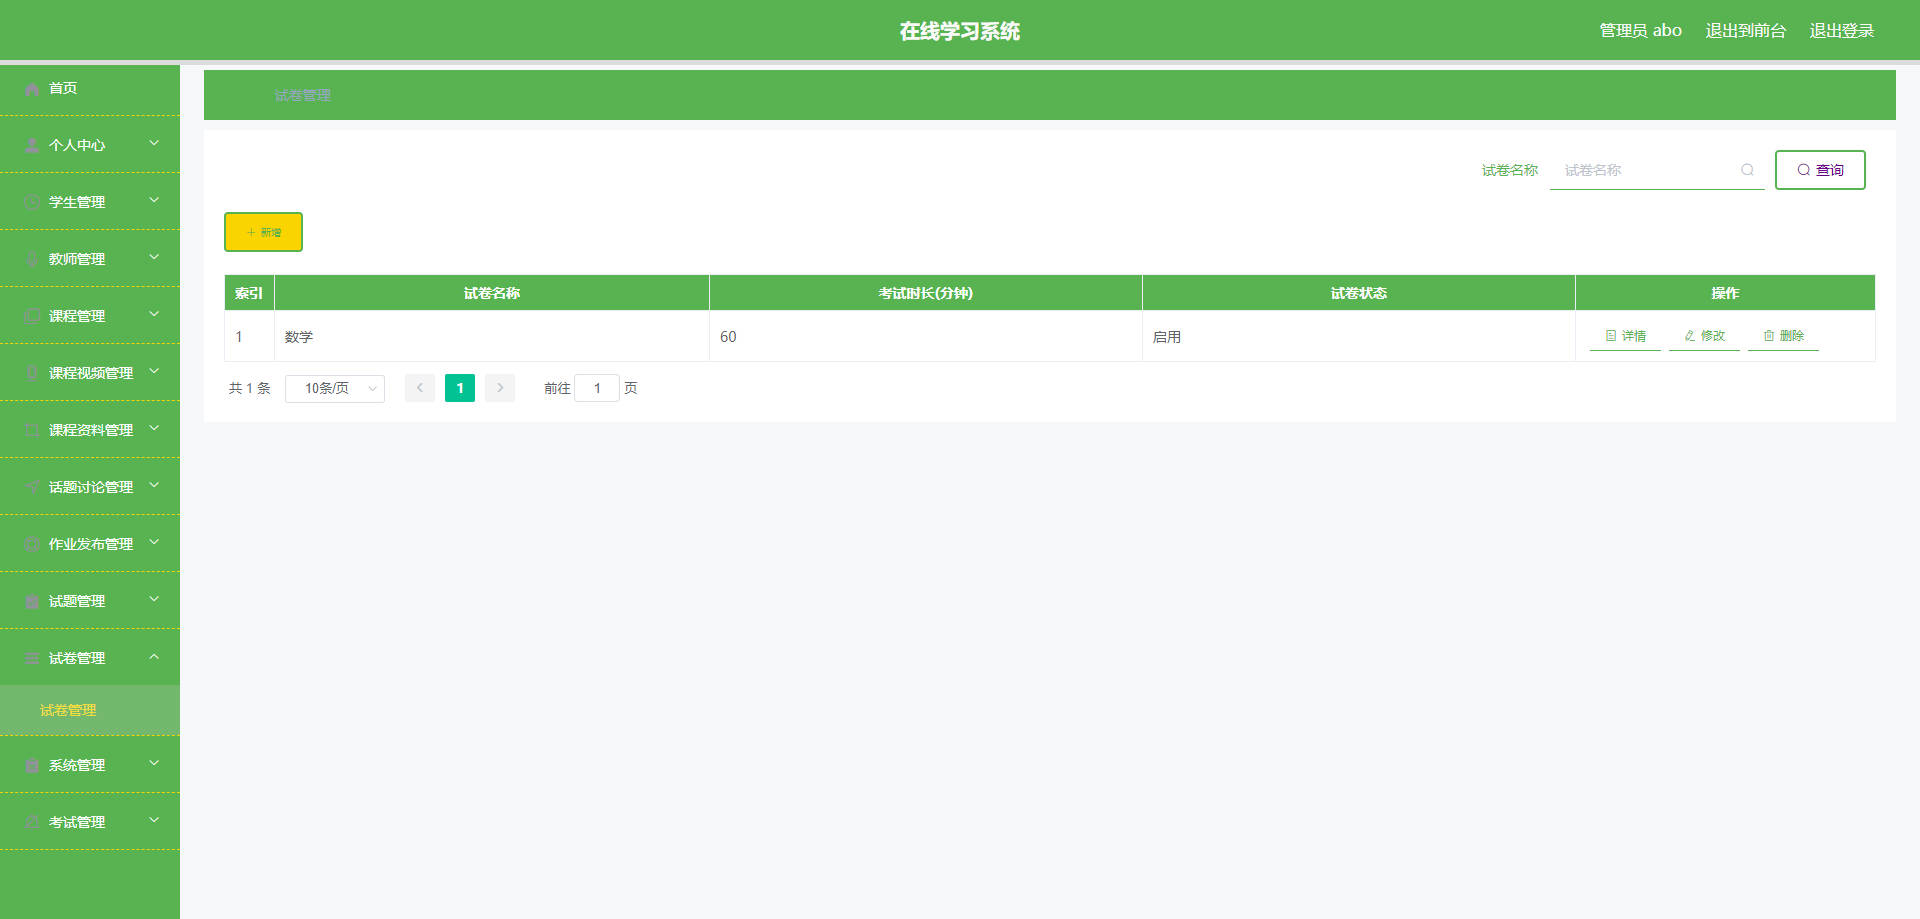 在线学习系统
管理员 abo 退出到前台 退出登录
首页
个人中心
学生管理
教师管理
课程管理
课程视频管理
课程资料管理
话题讨论管理
作业发布管理
试题管理
试卷管理
试卷管理
系统管理
考试管理
试卷管理
试卷名称 试卷名称 查询
新增
索引 试卷名称 考试时长(分钟) 试卷状态 操作
1 数学 60 启用 详情 修改 删除
共 1 条 10条/页 1 前往 1 页